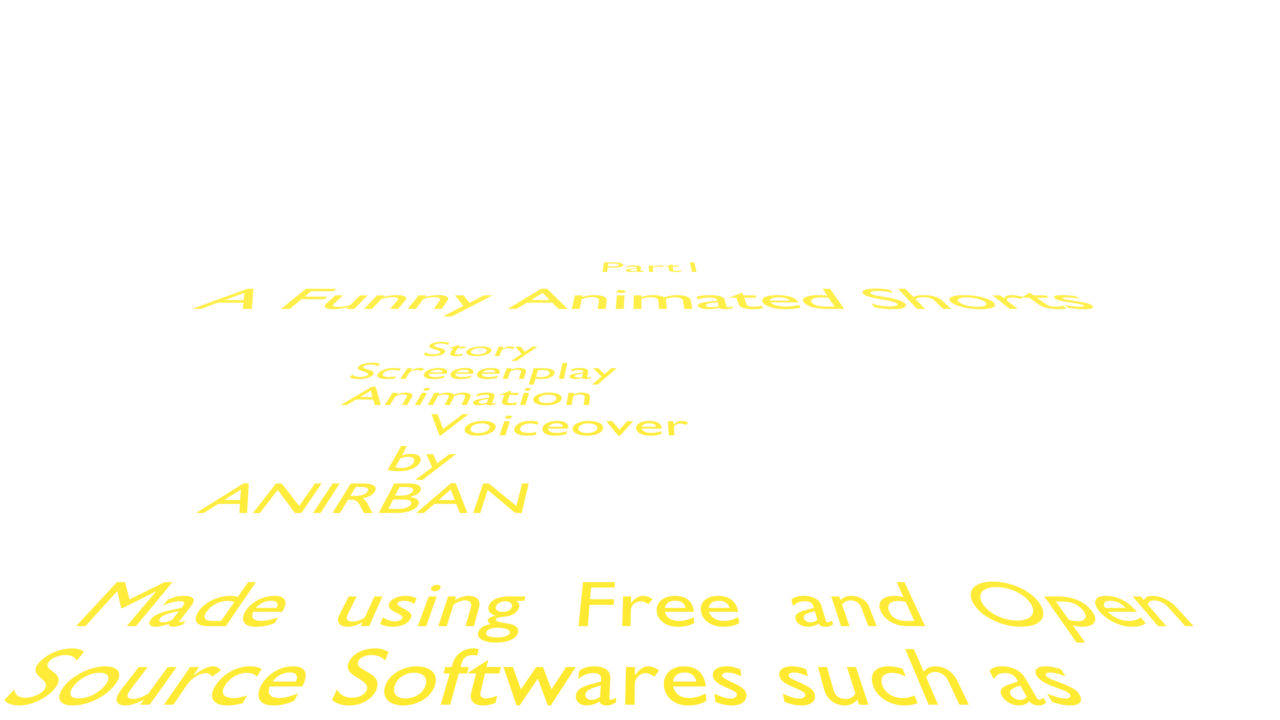 Part 1
A Funny Animated Shorts
Story
Screeenplay
Animation
Voiceover
by
ANIRBAN
Made using Free and Open
Source Softwares such as